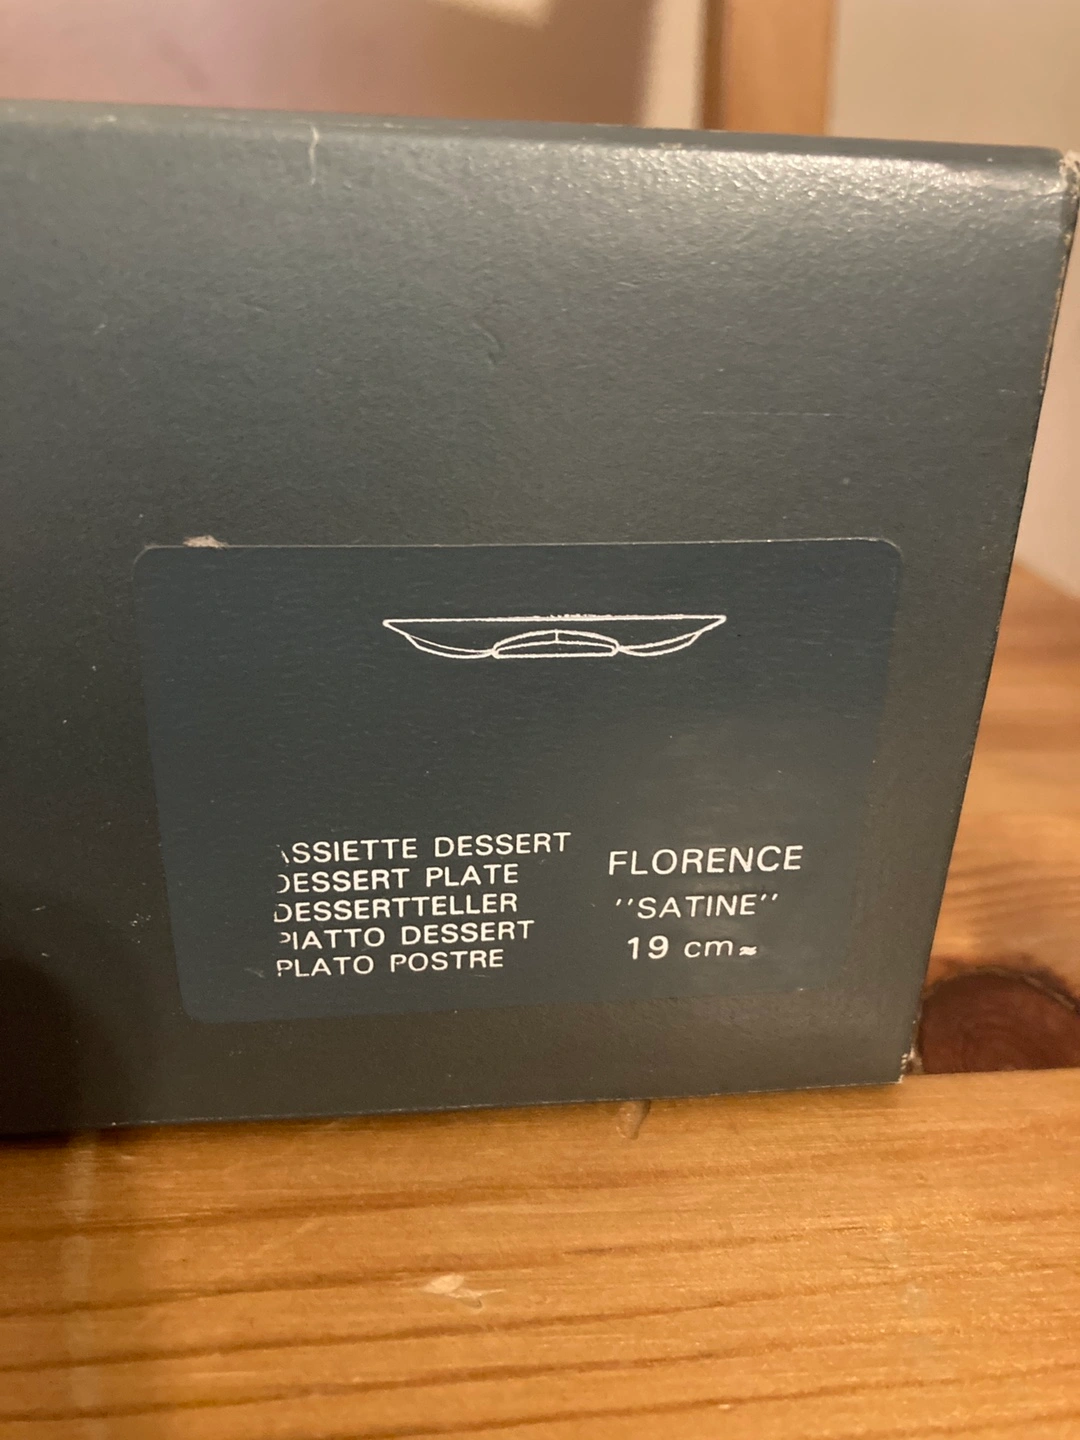 ASSIETTE DESSERT
DESSERT PLATE
DESSERTTELLER
PIATTO DESSERT
PLATO POSTRE
FLORENCE
''SATINE''
19 cm≈